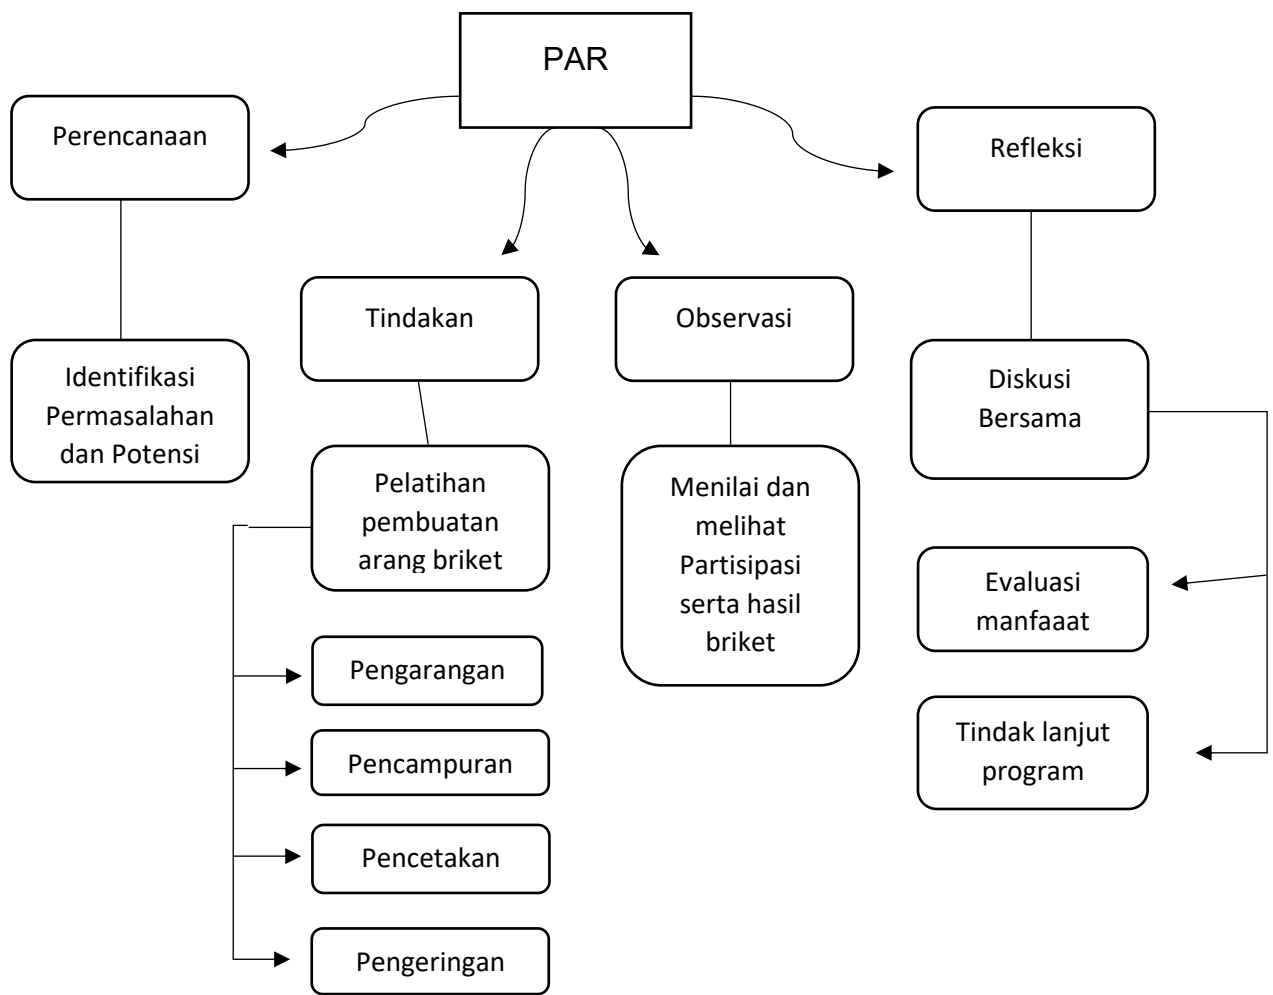 PAR
Perencanaan
Refleksi
Tindakan
Observasi
Identifikasi
Permasalahan
dan Potensi
Diskusi
Bersama
Pelatihan
pembuatan
arang briket
Menilai dan
melihat
Partisipasi
serta hasil
briket
Evaluasi
manfaaat
Pengarangan
Tindak lanjut
program
Pencampuran
Pencetakan
Pengeringan